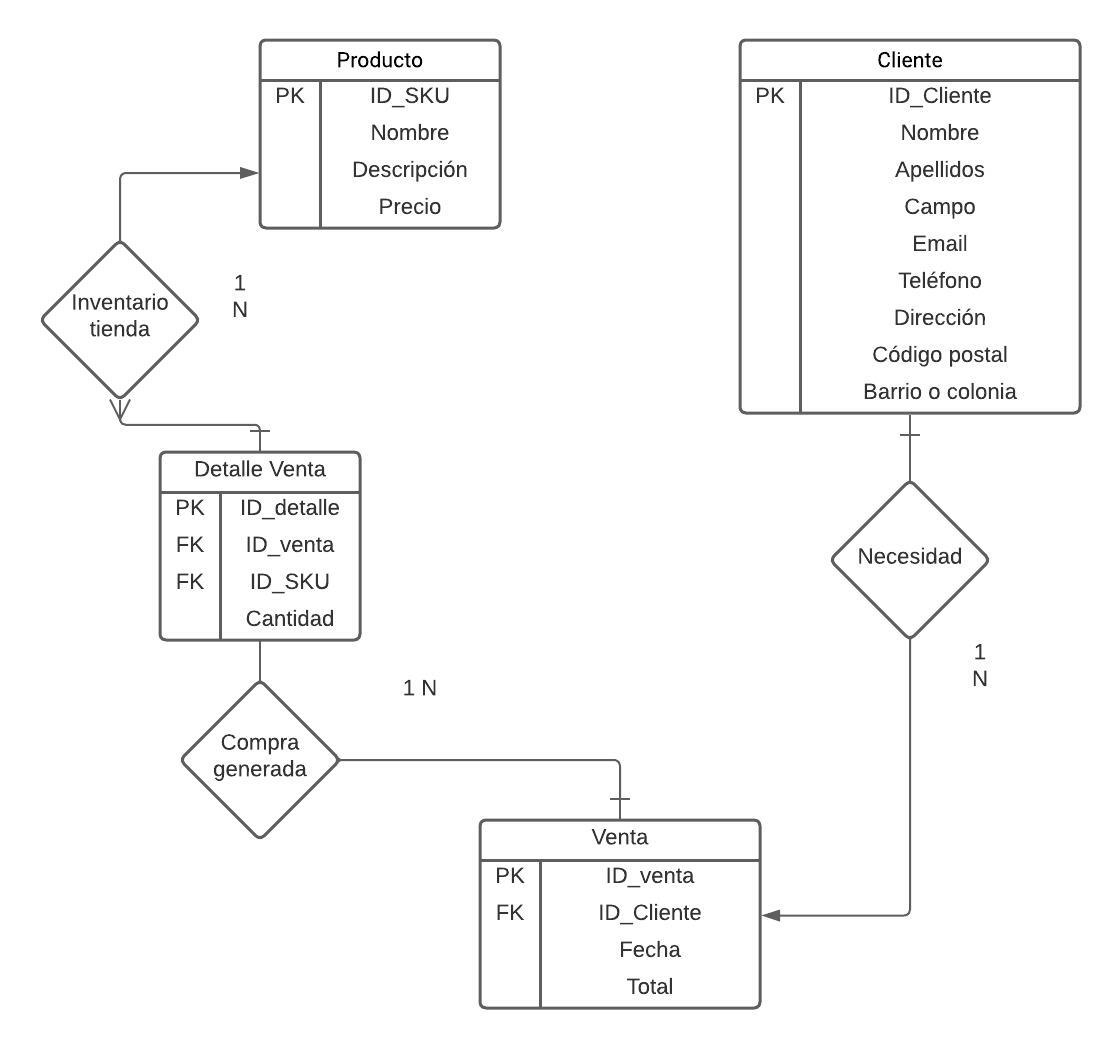 Producto
PK ID_SKU
Nombre
Descripción
Precio
Cliente
PK ID_Cliente
Nombre
Apellidos
Campo
Email
Teléfono
Dirección
Código postal
Barrio o colonia
Inventario
tienda
1
N
Detalle Venta
PK ID_detalle
FK ID_venta
FK ID_SKU
Cantidad
Necesidad
1
N
1 N
Compra
generada
Venta
PK ID_venta
FK ID_Cliente
Fecha
Total